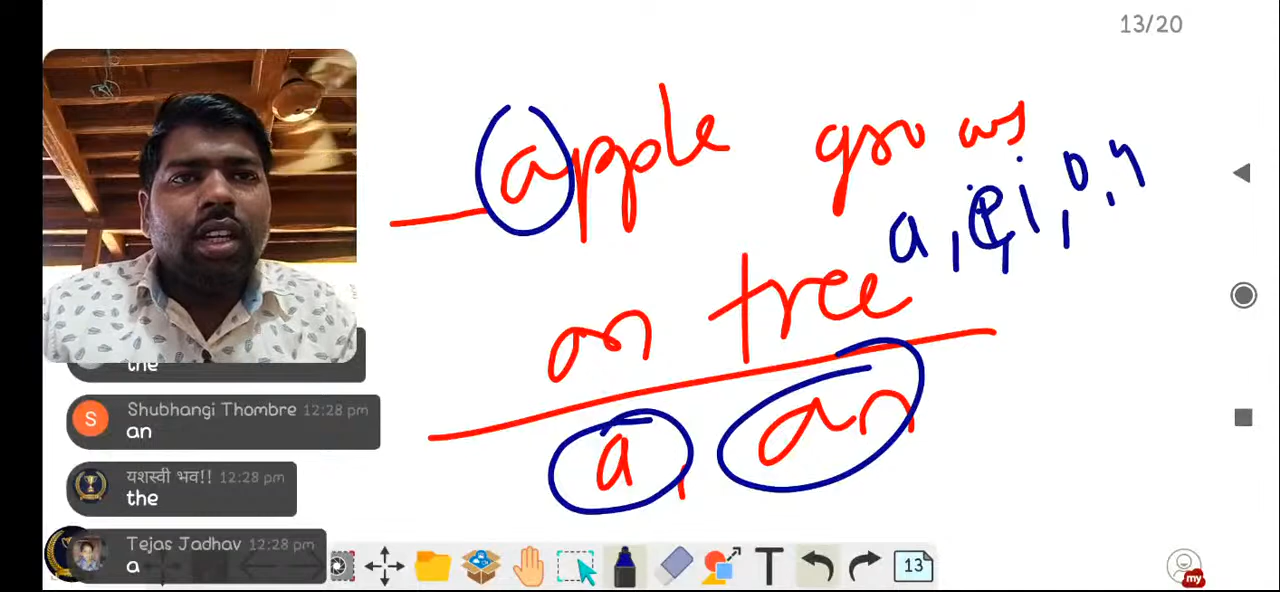 13/20
apple grows
a, e, i, o, u
on tree
a, an
the
Shubhangi Thombre 12:28 pm
an
यशस्वी भव!! 12:28 pm
the
Tejas Jadhav 12:28 pm
a
T
13
my